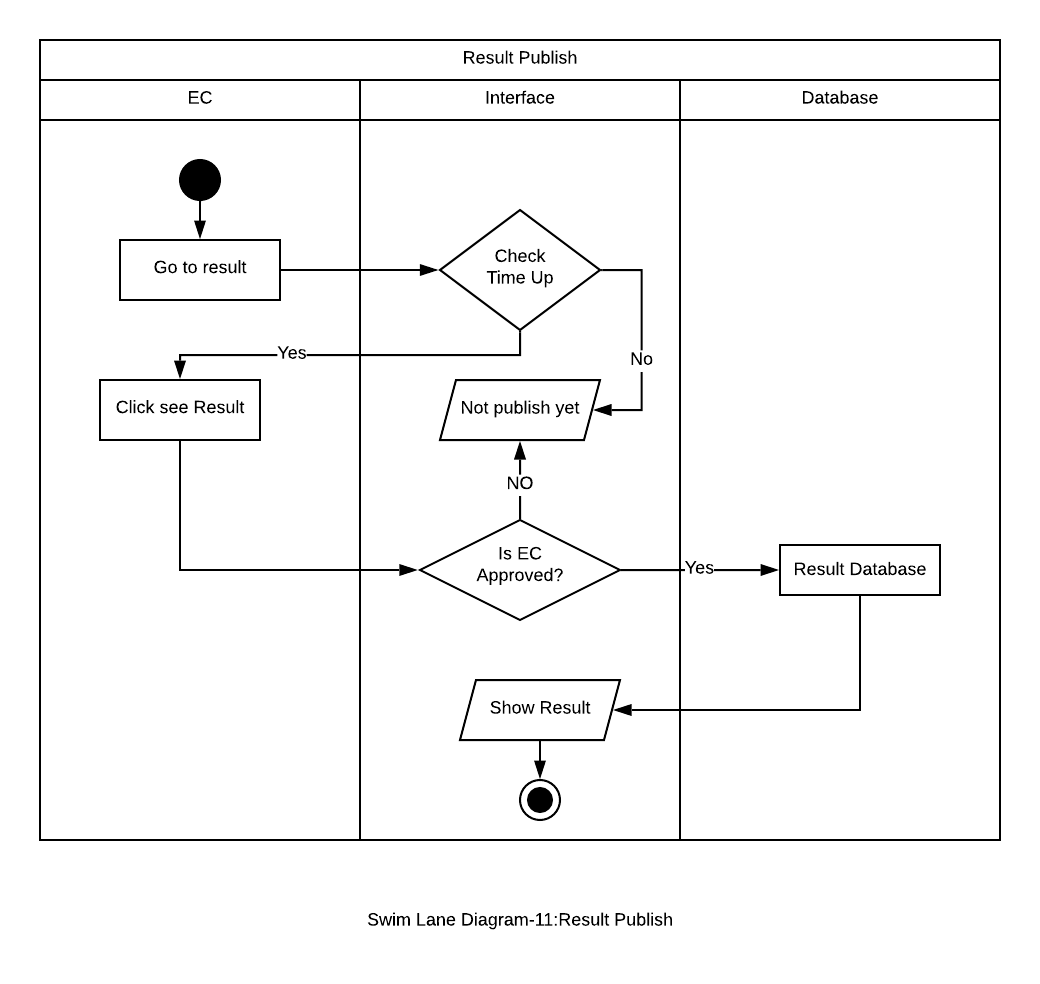 Result Publish
EC
Interface
Database
Go to result
Check
Time Up
Yes
No
Click see Result
Not publish yet
NO
Is EC
Approved?
Yes
Result Database
Show Result
Swim Lane Diagram-11:Result Publish